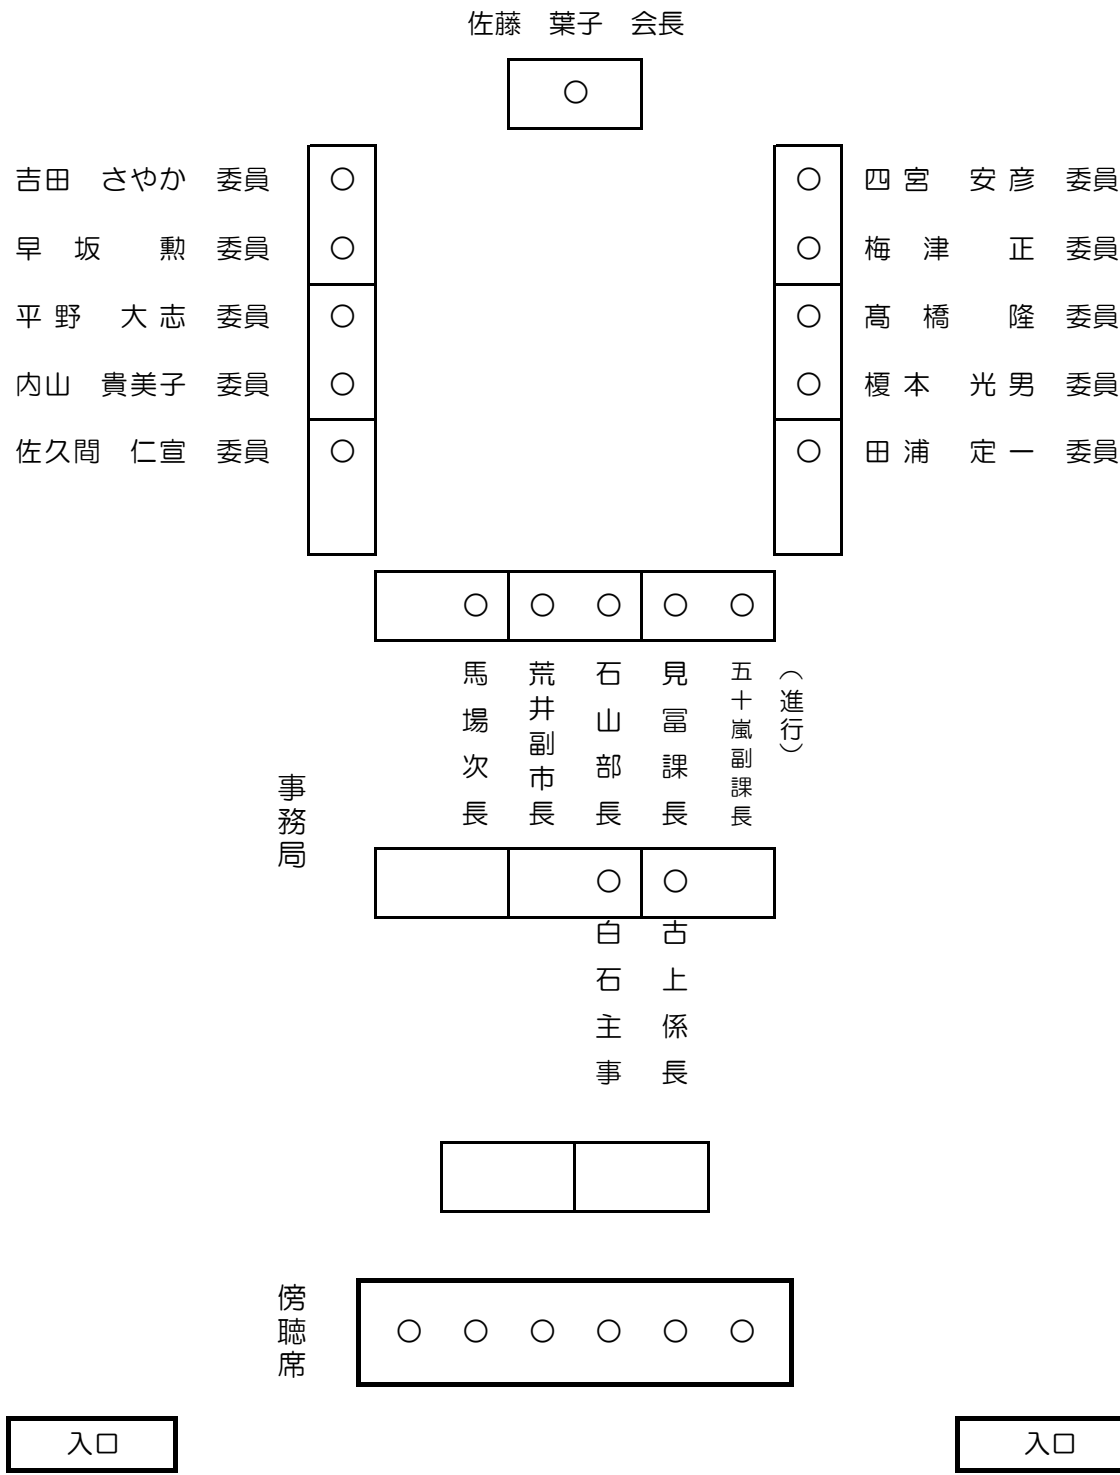 佐藤　葉子　会長
○
吉田　さやか　委員　○　○　四宮　安彦　委員
早坂　勲　委員　○　○　梅津　正　委員
平野　大志　委員　○　○　髙橋　隆　委員
内山　貴美子　委員　○　○　榎本　光男　委員
佐久間　仁宣　委員　○　○　田浦　定一　委員
○　○　○　○　○
馬場次長
荒井副市長
石山部長
見冨課長
五十嵐副課長
（進行）
事務局
○　○
白石主事
古上係長
傍聴席
○　○　○　○　○　○
入口　入口